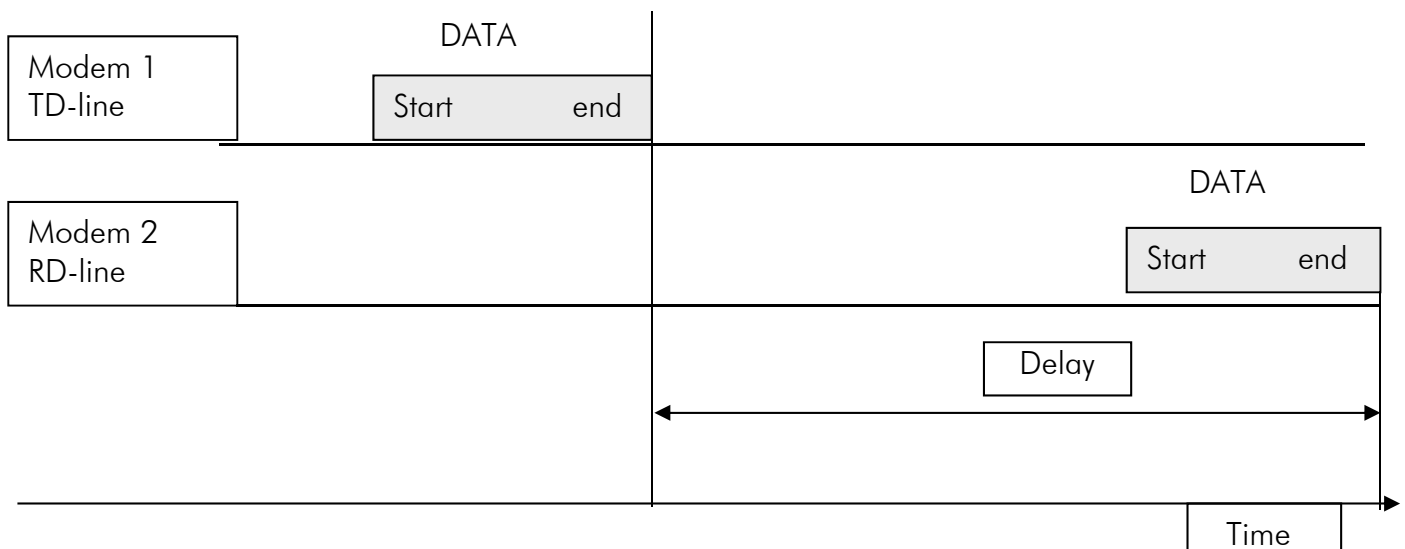 DATA
Modem 1
TD-line
Start end
DATA
Modem 2
RD-line
Start end
Delay
Time